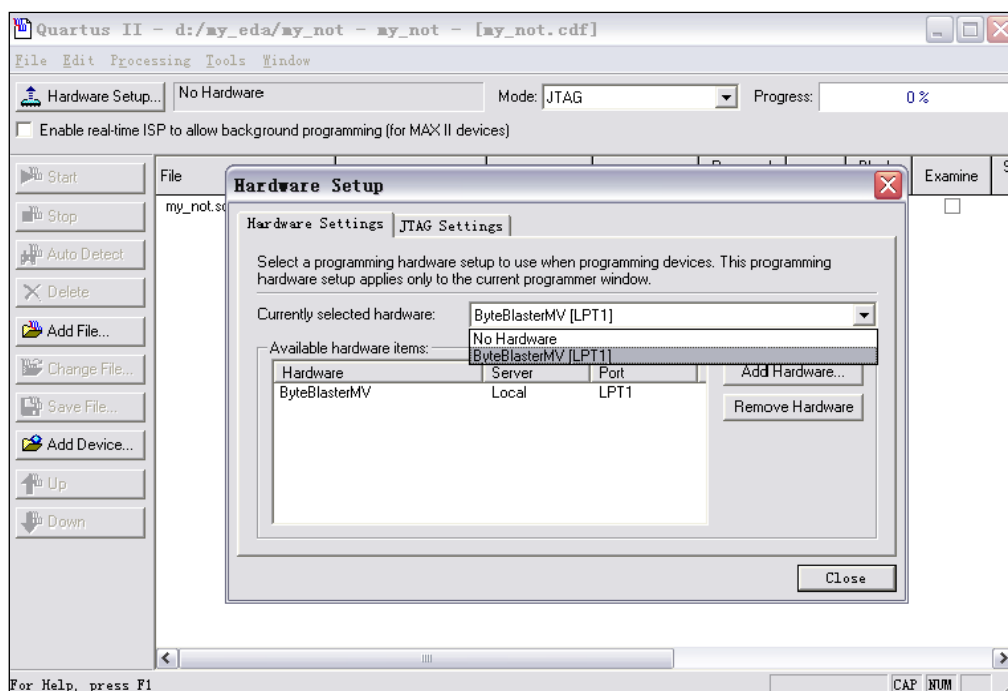 Quartus II - d:/my_eda/my_not - my_not - [my_not.cdf]
File Edit Processing Tools Window
Hardware Setup... No Hardware Mode: JTAG Progress: 0 %
Enable real-time ISP to allow background programming (for MAX II devices)
Start
Stop
Auto Detect
Delete
Add File...
Change File...
Save File...
Add Device...
Up
Down
File Examine
my_not.so
Hardware Setup
Hardware Settings JTAG Settings
Select a programming hardware setup to use when programming devices. This programming
hardware setup applies only to the current programmer window.
Currently selected hardware: ByteBlasterMV [LPT1]
No Hardware
ByteBlasterMV [LPT1]
Available hardware items:
Hardware Server Port
ByteBlasterMV Local LPT1
Add Hardware...
Remove Hardware
Close
For Help, press F1
CAP NUM